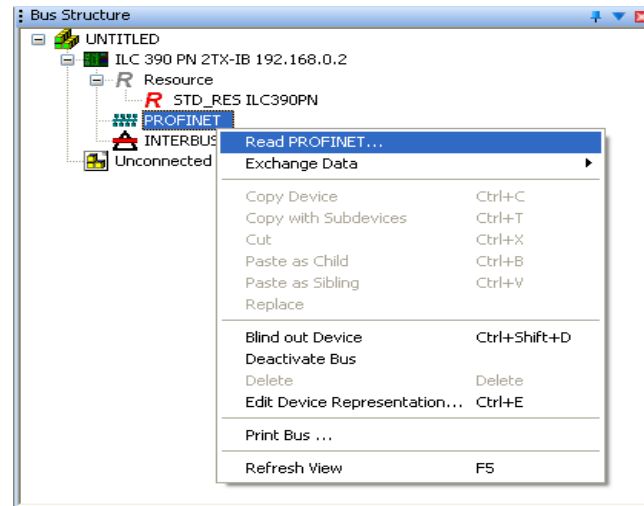 Bus Structure
UNTITLED
ILC 390 PN 2TX-IB 192.168.0.2
Resource
STD_RES ILC390PN
PROFINET
INTERBUS
Unconnected
Read PROFINET...
Exchange Data
Copy Device Ctrl+C
Copy with Subdevices Ctrl+T
Cut Ctrl+X
Paste as Child Ctrl+B
Paste as Sibling Ctrl+V
Replace
Blind out Device Ctrl+Shift+D
Deactivate Bus
Delete Delete
Edit Device Representation... Ctrl+E
Print Bus ...
Refresh View F5